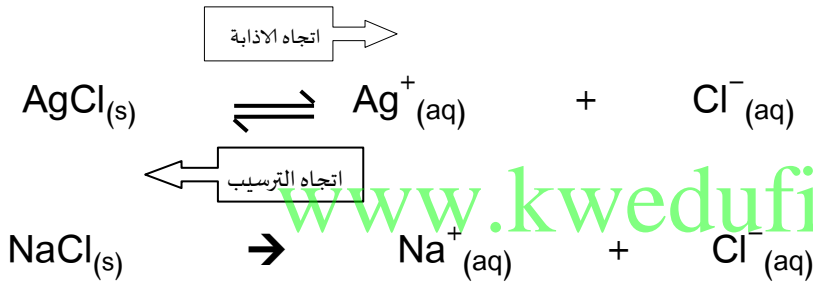 اتجاه الاذابة
AgCl(s) ⇌ Ag⁺(aq) + Cl⁻(aq)
اتجاه الترسيب
www.kwedufi
NaCl(s) → Na⁺(aq) + Cl⁻(aq)